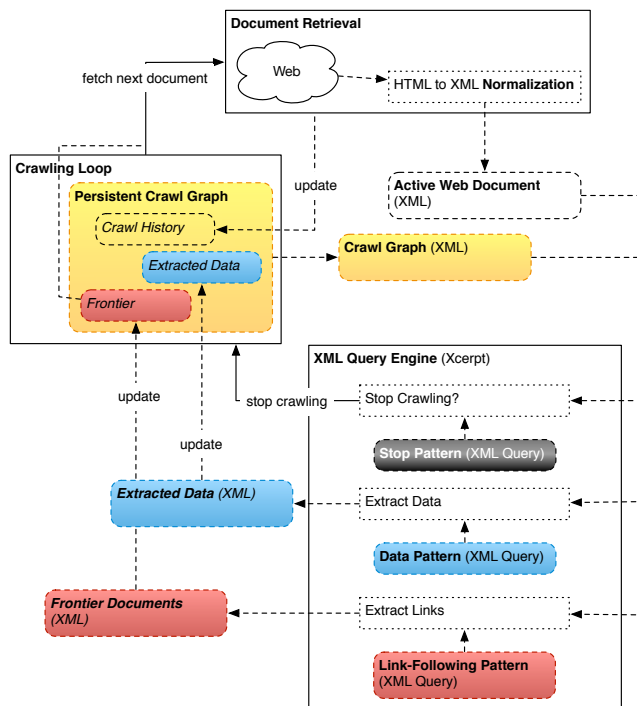 Document Retrieval
Web
fetch next document
HTML to XML Normalization
Crawling Loop
update
Persistent Crawl Graph
Active Web Document
(XML)
Crawl History
Crawl Graph (XML)
Extracted Data
Frontier
XML Query Engine (Xcerpt)
update
stop crawling
Stop Crawling?
update
Stop Pattern (XML Query)
Extracted Data (XML)
Extract Data
Data Pattern (XML Query)
Frontier Documents
(XML)
Extract Links
Link-Following Pattern
(XML Query)